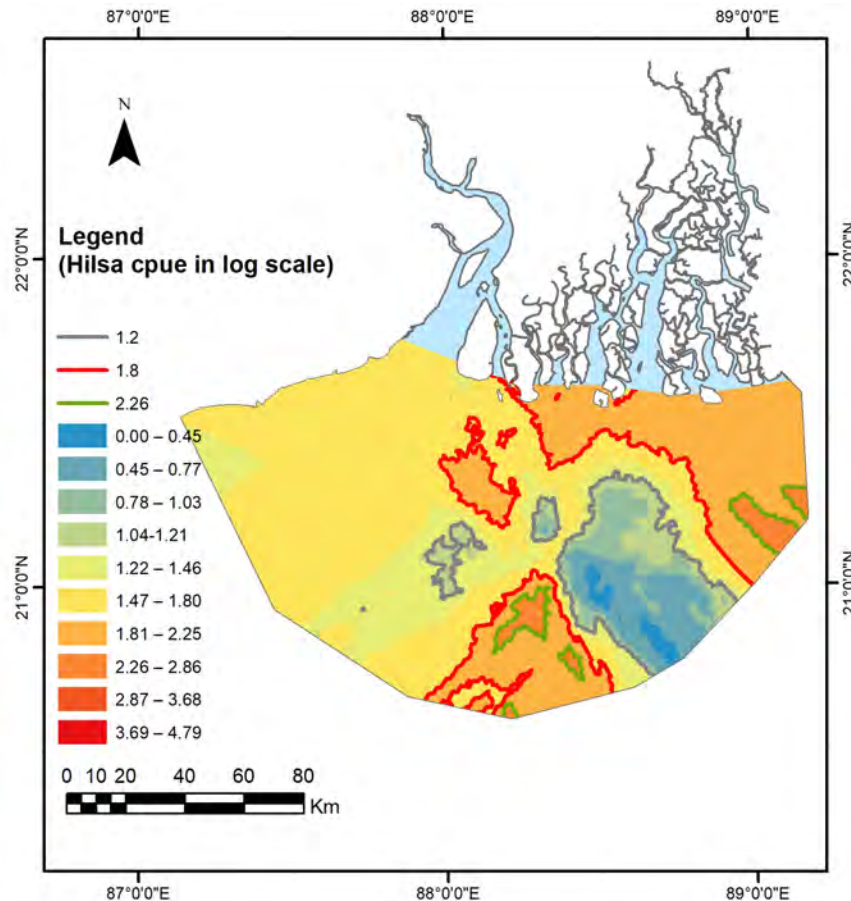 87°0'0"E 88°0'0"E 89°0'0"E
N
Legend
(Hilsa cpue in log scale)
22°0'0"N 22°0'0"N
1.2
1.8
2.26
0.00 – 0.45
0.45 – 0.77
0.78 – 1.03
1.04-1.21
1.22 – 1.46
21°0'0"N 21°0'0"N
1.47 – 1.80
1.81 – 2.25
2.26 – 2.86
2.87 – 3.68
3.69 – 4.79
0 10 20 40 60 80
Km
87°0'0"E 88°0'0"E 89°0'0"E